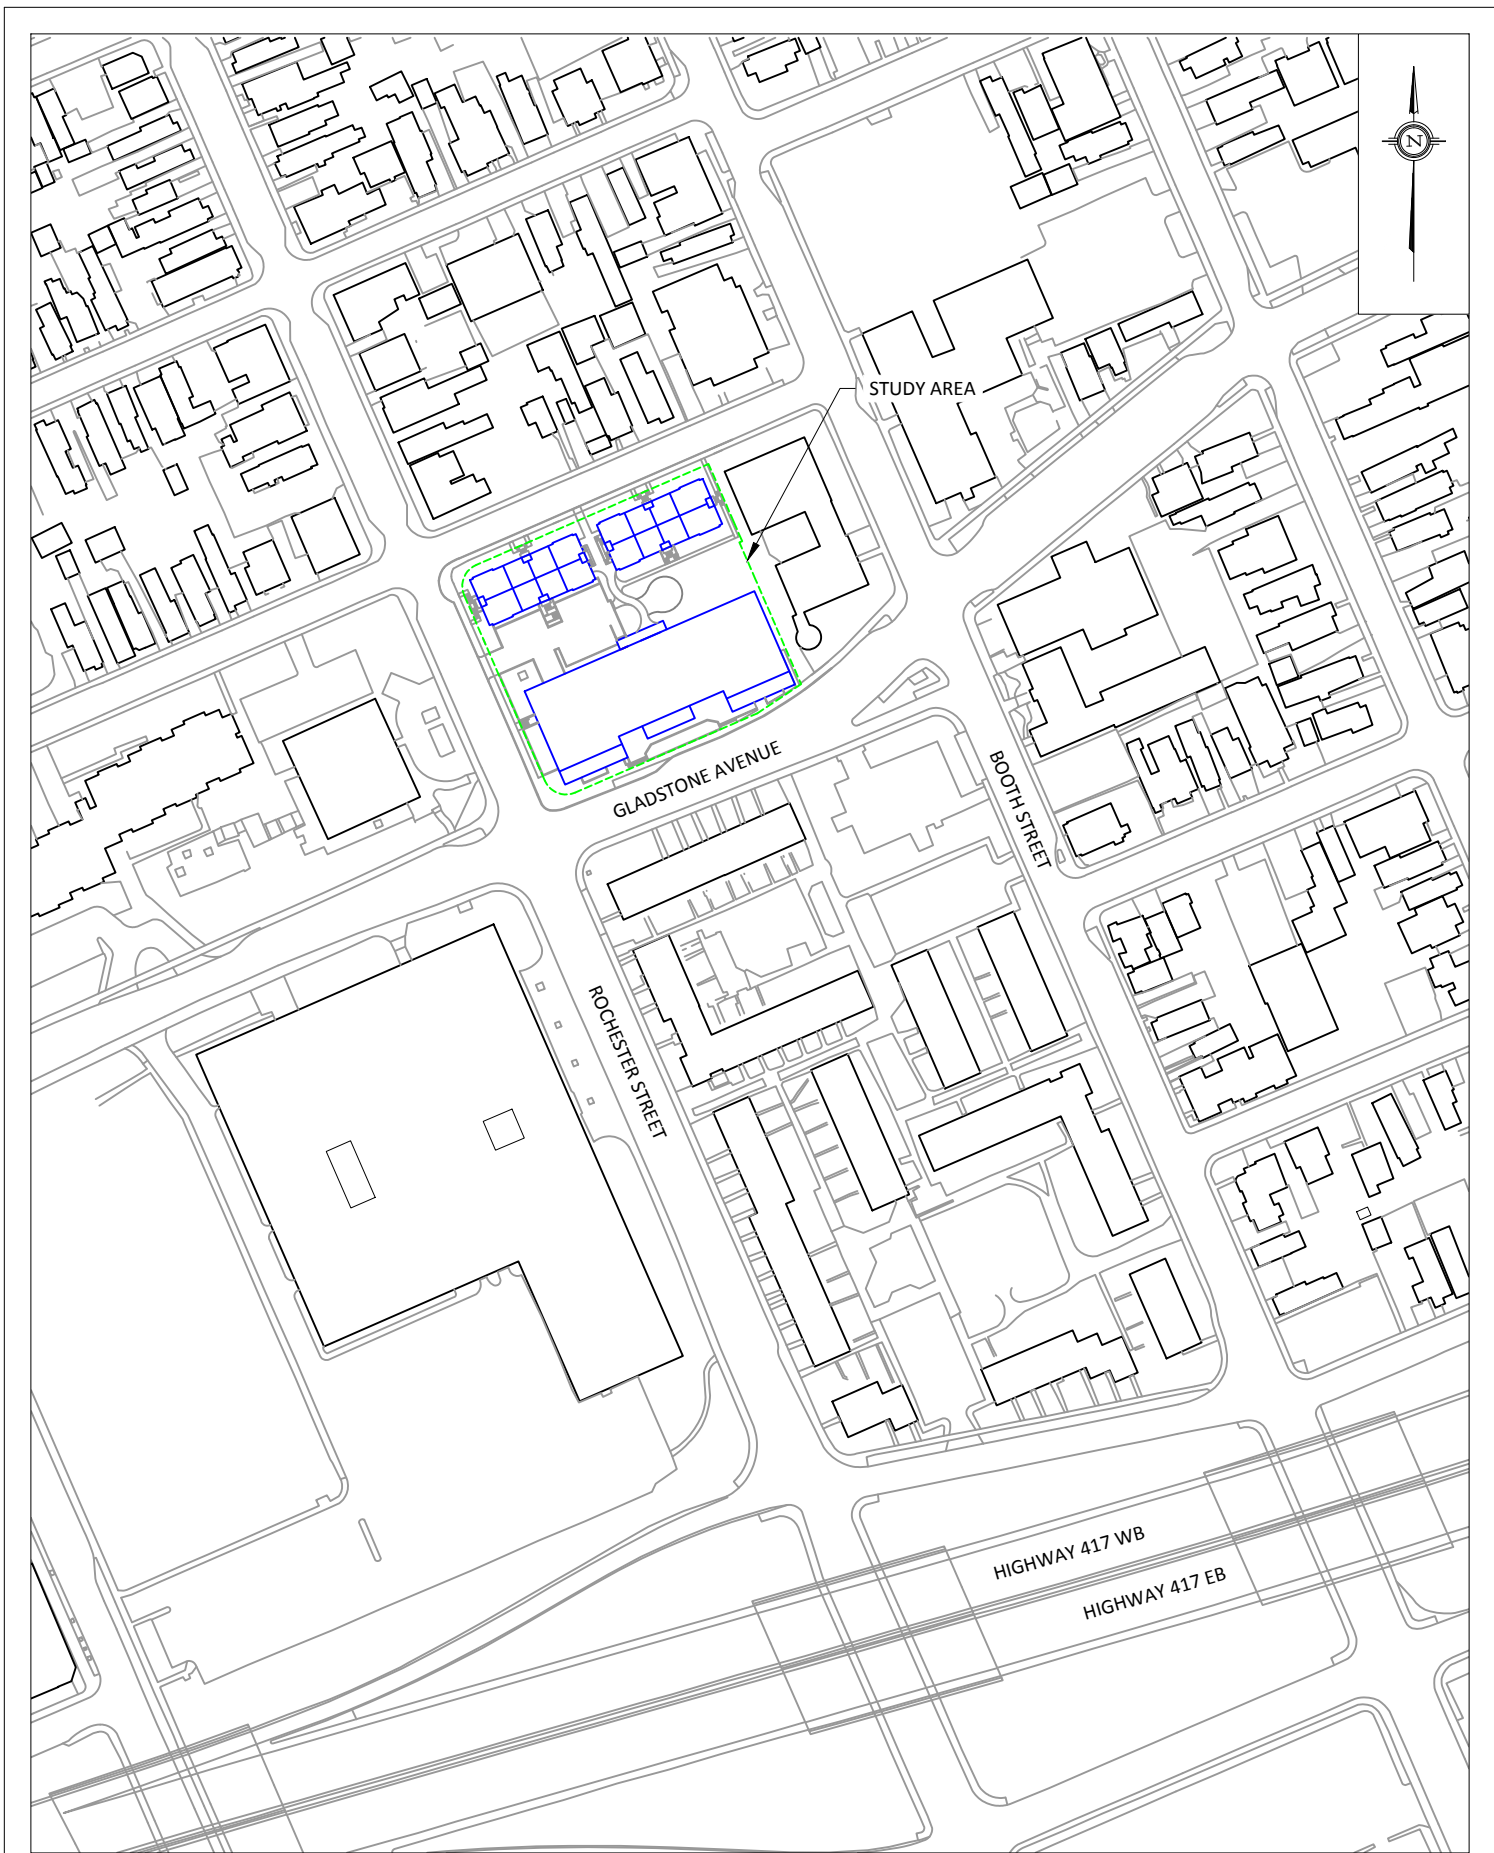 N
STUDY AREA
GLADSTONE AVENUE
BOOTH STREET
ROCHESTER STREET
HIGHWAY 417 WB
HIGHWAY 417 EB